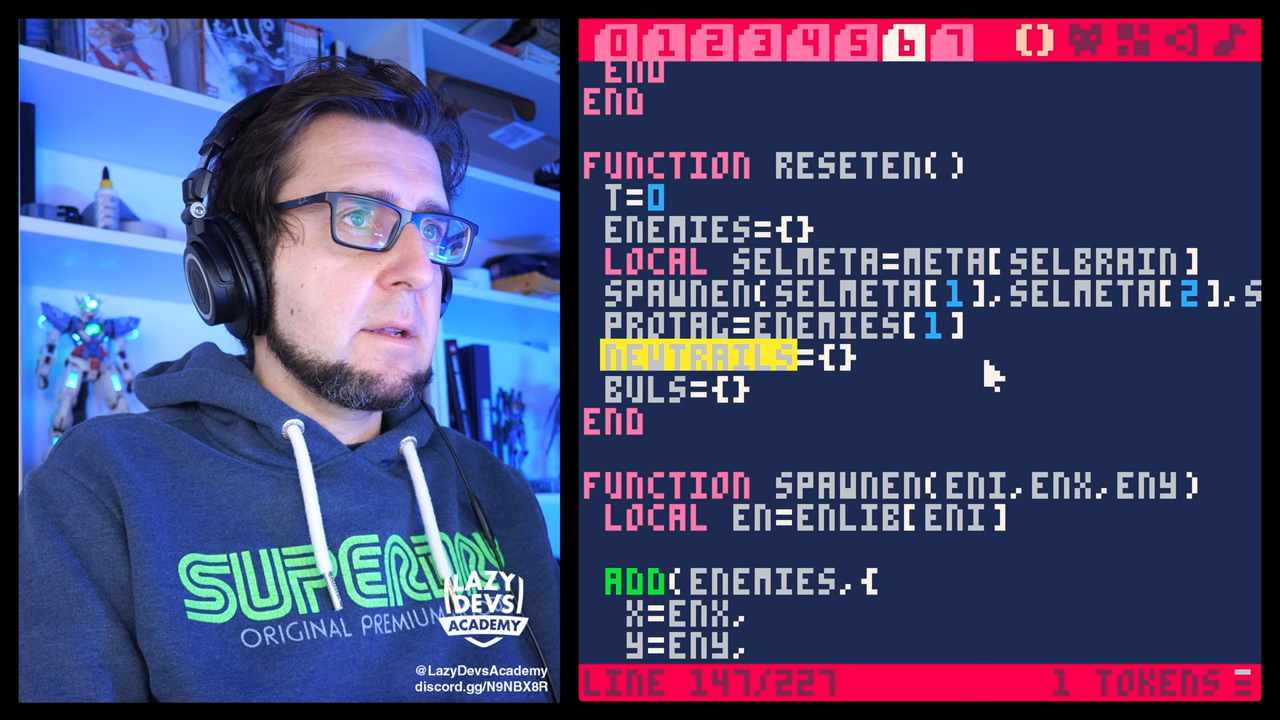 SUPERDRY
ORIGINAL PREMIUM
LAZY
DEVS
ACADEMY
@LazyDevsAcademy
discord.gg/N9NBX8R
0 1 2 3 4 5 6 7 ()
END
END
FUNCTION RESETEN()
T=0
ENEMIES={}
LOCAL SELMETA=META[SELBRAIN]
SPAWNEN(SELMETA[1],SELMETA[2],S
PROTAG=ENEMIES[1]
NEWTRAILS={}
BULS={}
END
FUNCTION SPAWNEN(ENI,ENX,ENY)
LOCAL EN=ENLIB[ENI]
ADD(ENEMIES,{
X=ENX,
Y=ENY,
LINE 147/227
1 TOKENS